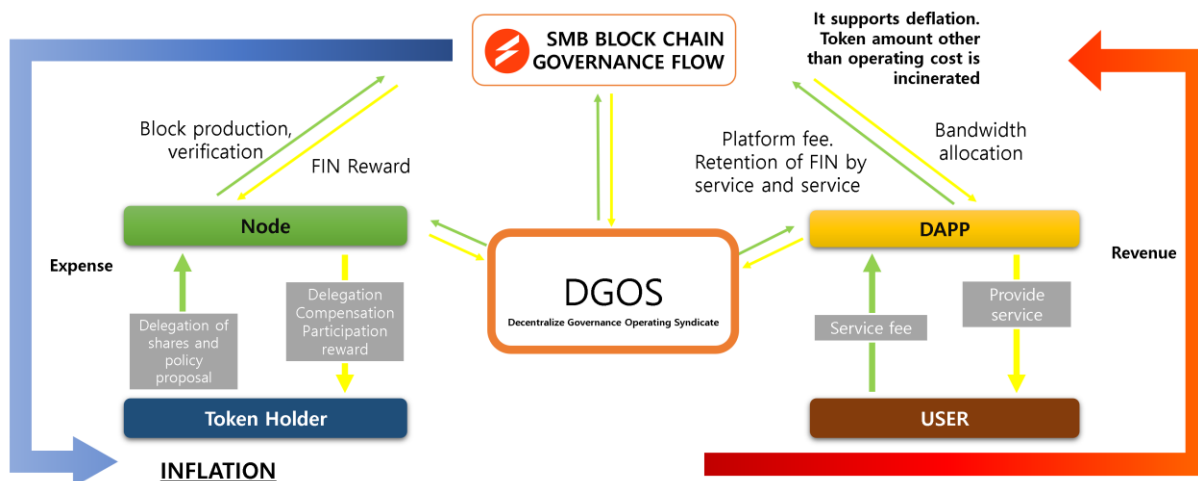 SMB BLOCK CHAIN
GOVERNANCE FLOW
It supports deflation.
Token amount other
than operating cost is
incinerated
Block production,
verification
FIN Reward
Platform fee.
Retention of FIN by
service and service
Bandwidth
allocation
Node
DAPP
Expense
Revenue
DGOS
Decentralize Governance Operating Syndicate
Delegation of
shares and
policy
proposal
Delegation
Compensation
Participation
reward
Service fee
Provide
service
Token Holder
USER
INFLATION